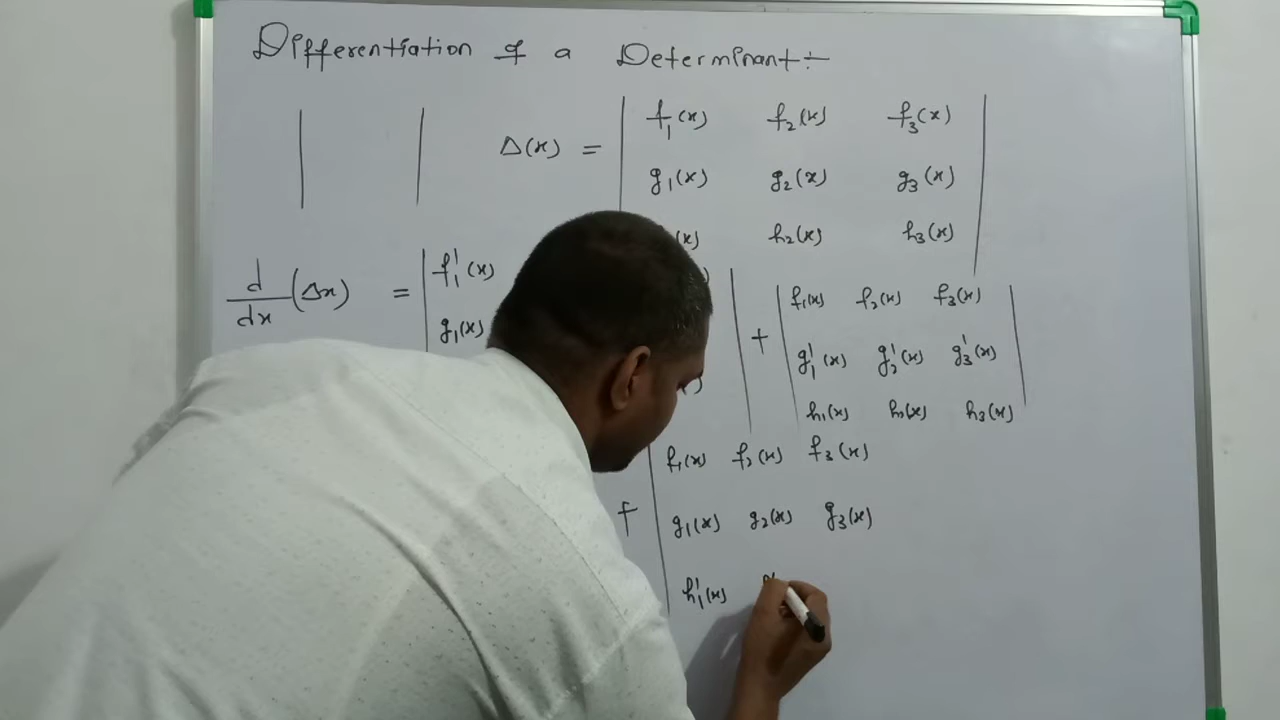 Differentiation of a Determinant :-
Δ(x) = | f₁(x) f₂(x) f₃(x) |
g₁(x) g₂(x) g₃(x)
(x) h₂(x) h₃(x)
d/dx (Δx) = | f₁'(x) | + | f₁(x) f₂(x) f₃(x) |
g₁(x) g₁'(x) g₂'(x) g₃'(x)
h₁(x) h₂(x) h₃(x)
+ | f₁(x) f₂(x) f₃(x)
g₁(x) g₂(x) g₃(x)
h₁'(x)